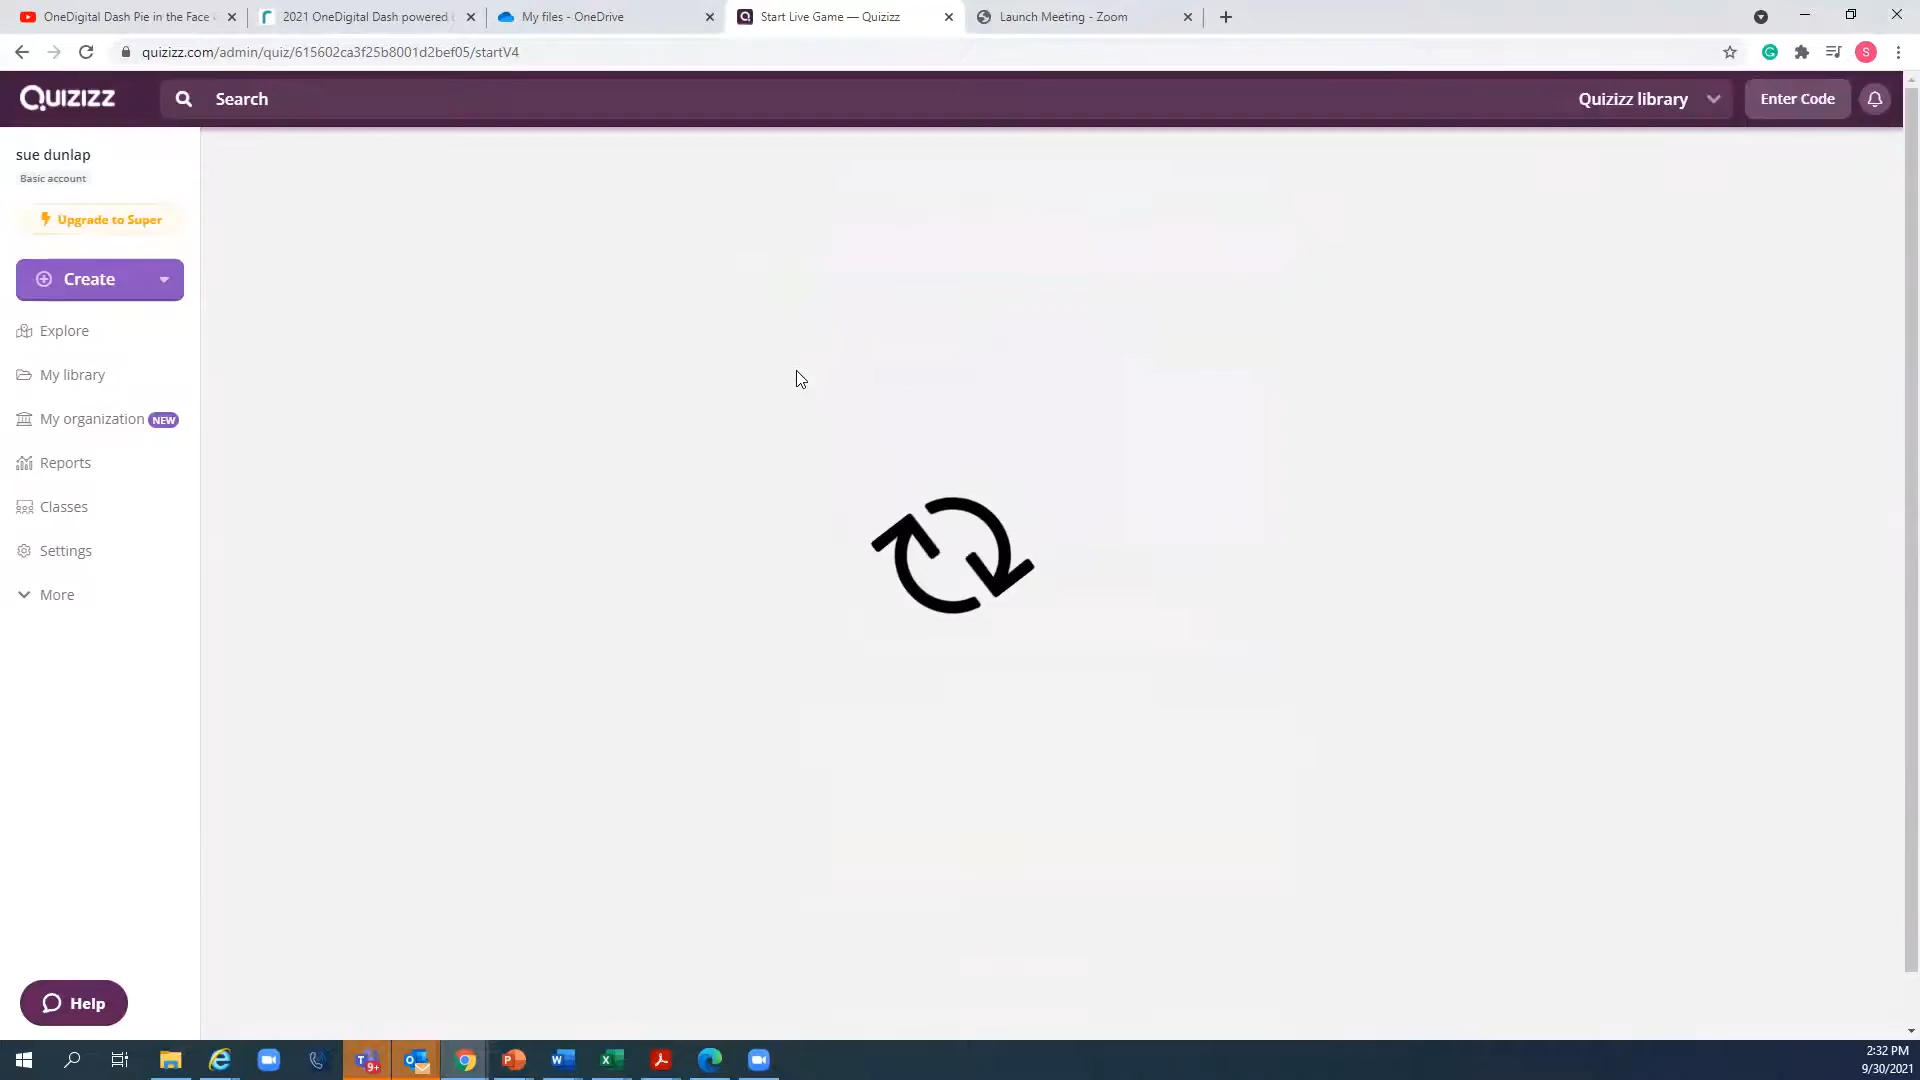 OneDigital Dash Pie in the Face
2021 OneDigital Dash powered
My files - OneDrive
Start Live Game — Quizizz
Launch Meeting - Zoom
quizizz.com/admin/quiz/615602ca3f25b8001d2bef05/startV4
S
Quizizz
Search
Quizizz library
Enter Code
sue dunlap
Basic account
Upgrade to Super
Create
Explore
My library
My organization NEW
Reports
Classes
Settings
More
Help
9+
2:32 PM
9/30/2021